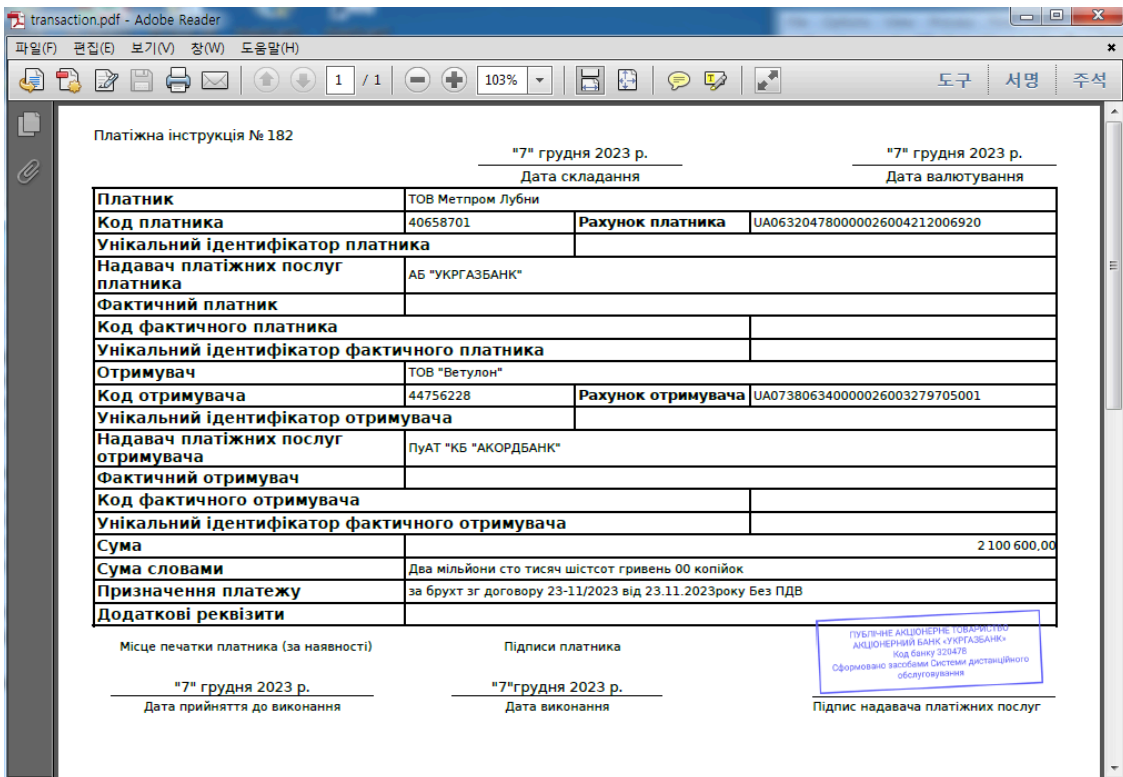 transaction.pdf - Adobe Reader
파일(F) 편집(E) 보기(V) 창(W) 도움말(H)
1 / 1 103% 도구 서명 주석
Платіжна інструкція № 182
"7" грудня 2023 р. "7" грудня 2023 р.
Дата складання Дата валютування
Платник ТОВ Метпром Лубни
Код платника 40658701 Рахунок платника UA063204780000026004212006920
Унікальний ідентифікатор платника
Надавач платіжних послуг
платника
АБ "УКРГАЗБАНК"
Фактичний платник
Код фактичного платника
Унікальний ідентифікатор фактичного платника
Отримувач ТОВ "Ветулон"
Код отримувача 44756228 Рахунок отримувача UA073806340000026003279705001
Унікальний ідентифікатор отримувача
Надавач платіжних послуг
отримувача
ПуАТ "КБ "АКОРДБАНК"
Фактичний отримувач
Код фактичного отримувача
Унікальний ідентифікатор фактичного отримувача
Сума 2 100 600,00
Сума словами Два мільйони сто тисяч шістсот гривень 00 копійок
Призначення платежу за брухт зг договору 23-11/2023 від 23.11.2023року Без ПДВ
Додаткові реквізити
ПУБЛІЧНЕ АКЦІОНЕРНЕ ТОВАРИСТВО
АКЦІОНЕРНИЙ БАНК «УКРГАЗБАНК»
Код банку 320478
Сформовано засобами Системи дистанційного
обслуговування
Місце печатки платника (за наявності) Підписи платника
"7" грудня 2023 р. "7"грудня 2023 р.
Дата прийняття до виконання Дата виконання Підпис надавача платіжних послуг